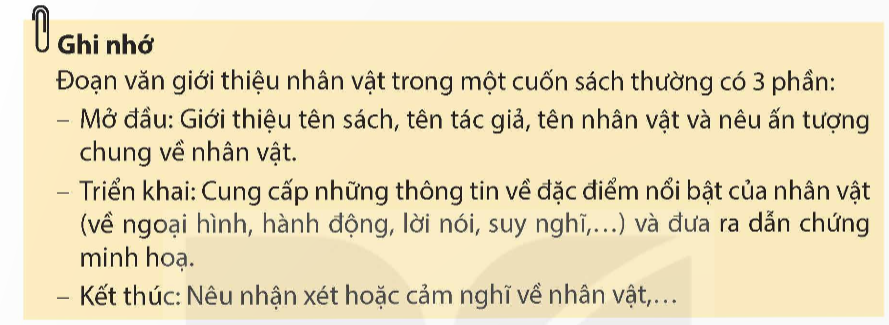 Ghi nhớ
Đoạn văn giới thiệu nhân vật trong một cuốn sách thường có 3 phần:
– Mở đầu: Giới thiệu tên sách, tên tác giả, tên nhân vật và nêu ấn tượng
chung về nhân vật.
– Triển khai: Cung cấp những thông tin về đặc điểm nổi bật của nhân vật
(về ngoại hình, hành động, lời nói, suy nghĩ,...) và đưa ra dẫn chứng
minh hoạ.
– Kết thúc: Nêu nhận xét hoặc cảm nghĩ về nhân vật,...